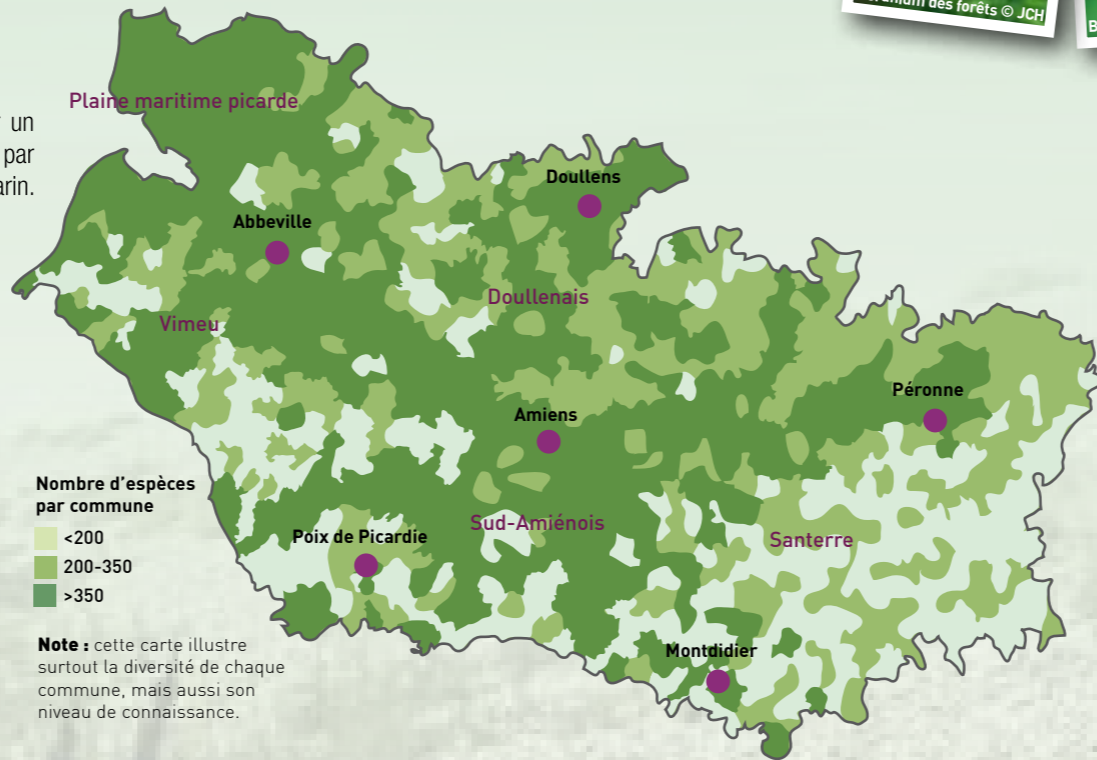 des forêts © JCH
B
un
par
arin.
Plaine maritime picarde
Doullens
Abbeville
Doullenais
Vimeu
Péronne
Amiens
Nombre d’espèces
par commune
<200
200-350
>350
Sud-Amiénois
Santerre
Poix de Picardie
Note : cette carte illustre
surtout la diversité de chaque
commune, mais aussi son
niveau de connaissance.
Montdidier